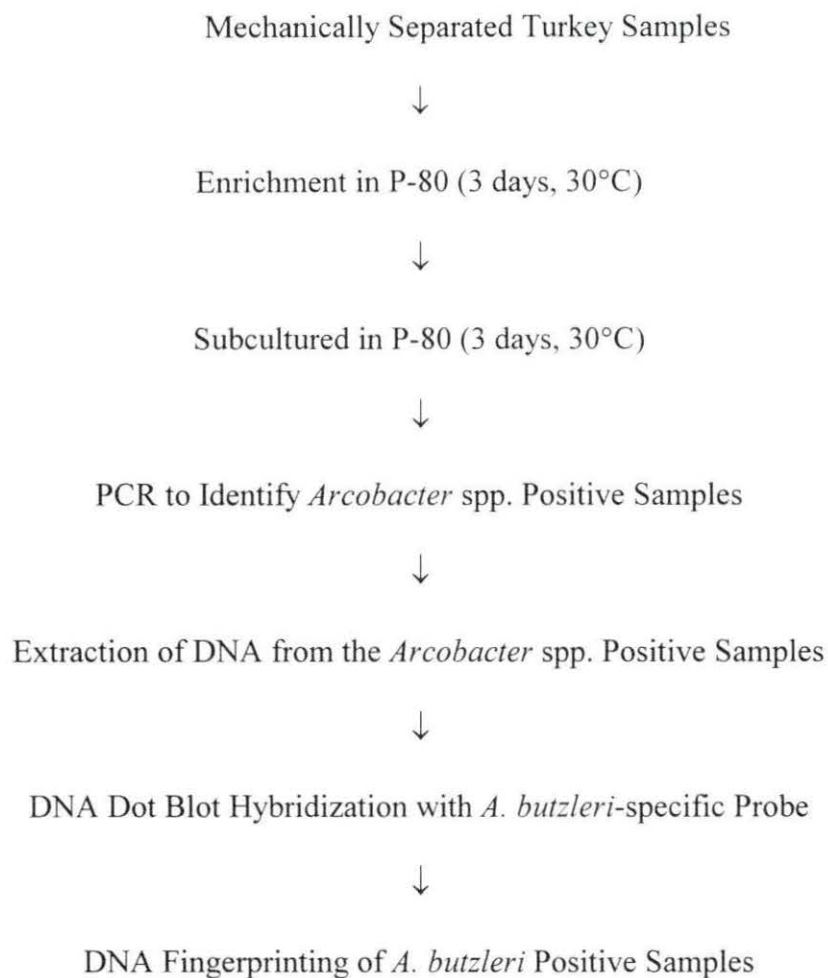 Mechanically Separated Turkey Samples
↓
Enrichment in P-80 (3 days, 30°C)
↓
Subcultured in P-80 (3 days, 30°C)
↓
PCR to Identify Arcobacter spp. Positive Samples
↓
Extraction of DNA from the Arcobacter spp. Positive Samples
↓
DNA Dot Blot Hybridization with A. butzleri-specific Probe
↓
DNA Fingerprinting of A. butzleri Positive Samples